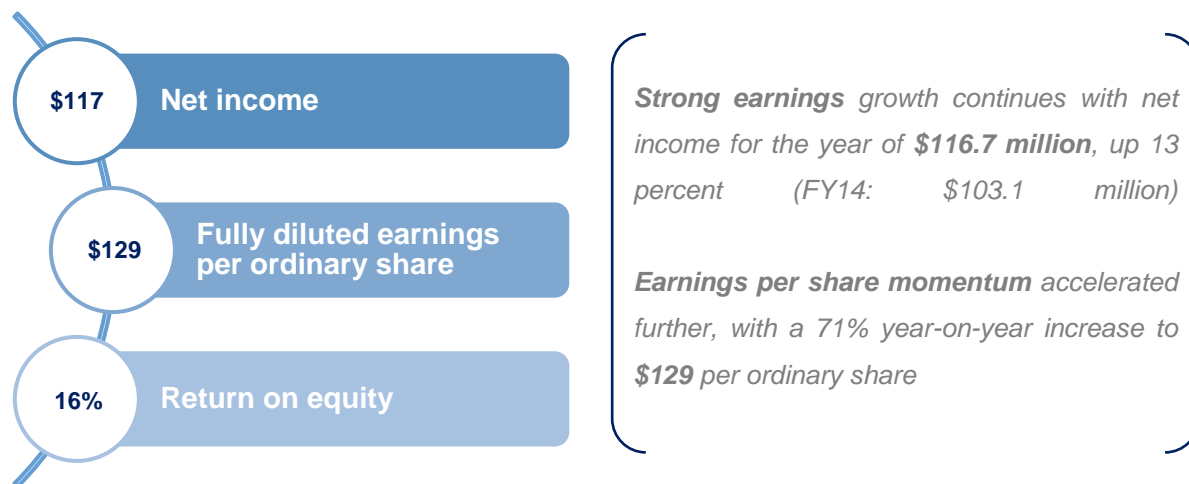 $117
Net income
$129
Fully diluted earnings
per ordinary share
16%
Return on equity
Strong earnings growth continues with net
income for the year of $116.7 million, up 13
percent (FY14: $103.1 million)
Earnings per share momentum accelerated
further, with a 71% year-on-year increase to
$129 per ordinary share